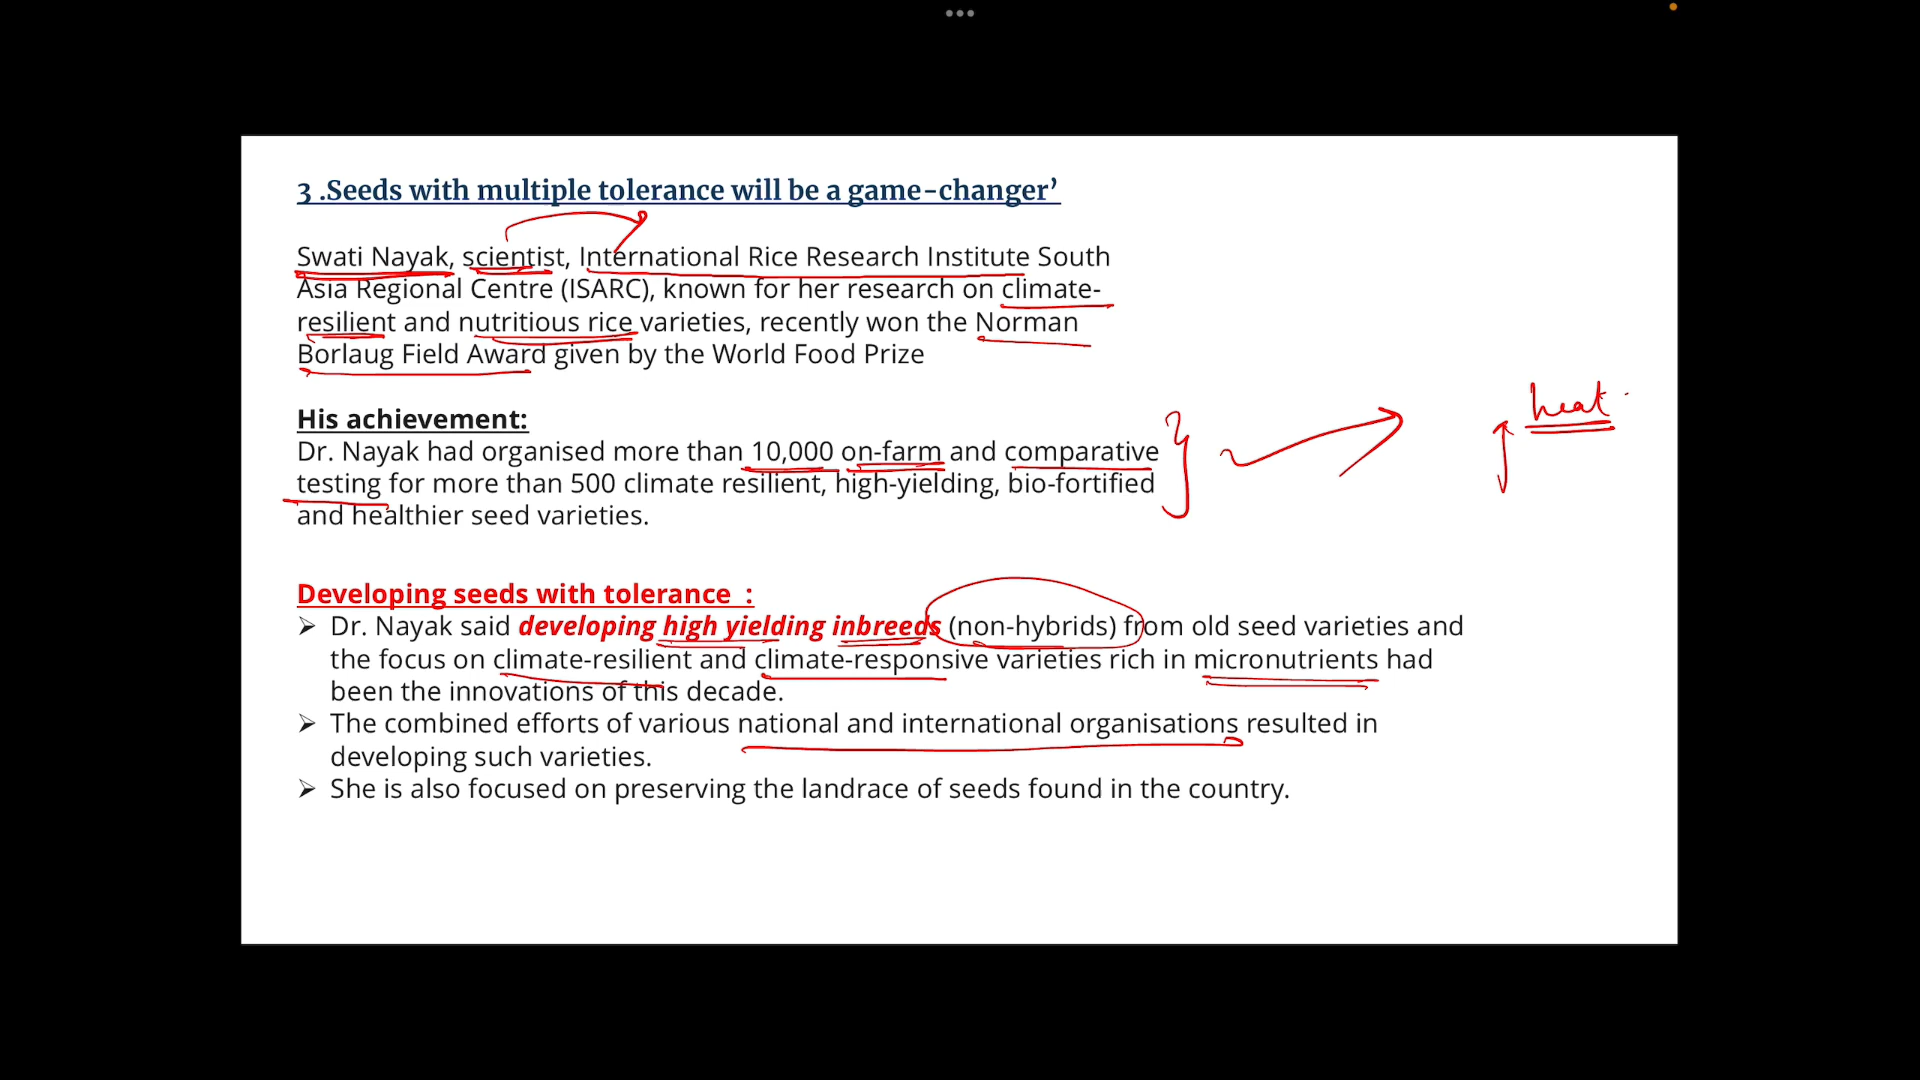 3 .Seeds with multiple tolerance will be a game-changer’
Swati Nayak, scientist, International Rice Research Institute South
Asia Regional Centre (ISARC), known for her research on climate-
resilient and nutritious rice varieties, recently won the Norman
Borlaug Field Award given by the World Food Prize
heat
His achievement:
Dr. Nayak had organised more than 10,000 on-farm and comparative
testing for more than 500 climate resilient, high-yielding, bio-fortified
and healthier seed varieties.
Developing seeds with tolerance :
➢ Dr. Nayak said developing high yielding inbreeds (non-hybrids) from old seed varieties and
the focus on climate-resilient and climate-responsive varieties rich in micronutrients had
been the innovations of this decade.
➢ The combined efforts of various national and international organisations resulted in
developing such varieties.
➢ She is also focused on preserving the landrace of seeds found in the country.